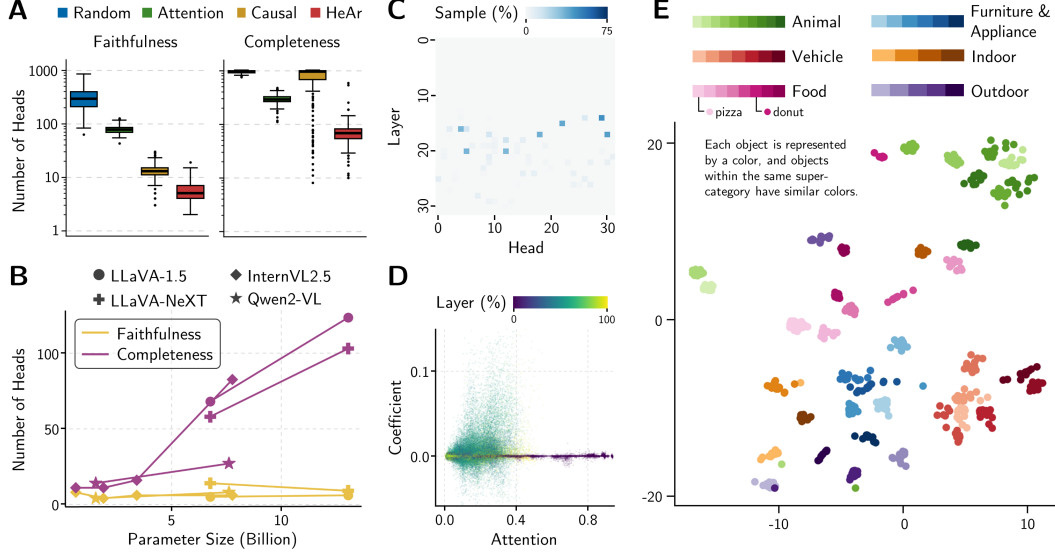 A
Random
Attention
Causal
HeAr
Faithfulness
Completeness
Number of Heads
1000
100
10
1
B
LLaVA-1.5
InternVL2.5
LLaVA-NeXT
Qwen2-VL
Faithfulness
Completeness
Number of Heads
100
50
0
5
10
Parameter Size (Billion)
C
Sample (%)
0
75
Layer
0
10
20
30
0
10
20
30
Head
D
Layer (%)
0
100
Coefficient
0.1
0.0
0.0
0.4
0.8
Attention
E
Animal
Furniture &
Appliance
Vehicle
Indoor
Food
Outdoor
pizza
donut
Each object is represented
by a color, and objects
within the same super-
category have similar colors.
20
0
-20
-10
0
10